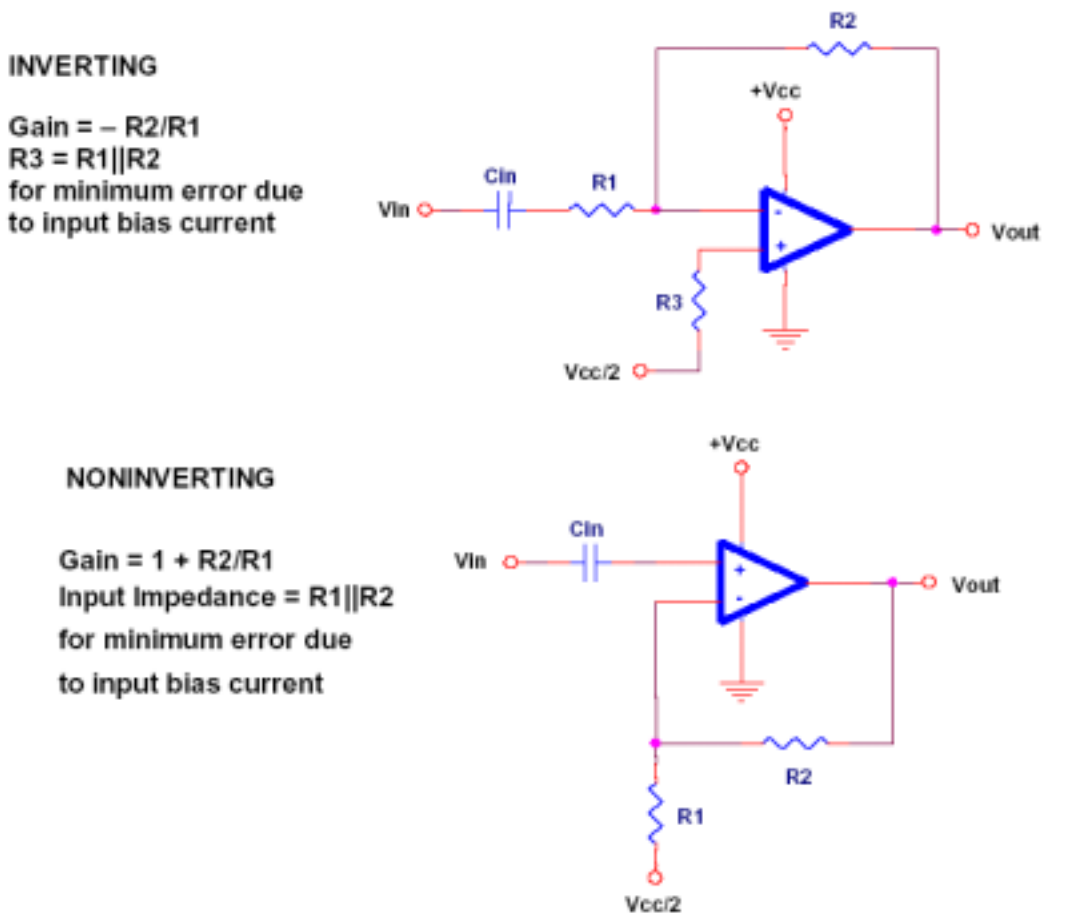 R2
INVERTING
+Vcc
Gain = – R2/R1
R3 = R1||R2
for minimum error due
to input bias current
Cin
R1
Vin
-
+
Vout
R3
Vcc/2
+Vcc
NONINVERTING
Cin
Gain = 1 + R2/R1
Vin
+
-
Vout
Input Impedance = R1||R2
for minimum error due
to input bias current
R2
R1
Vcc/2